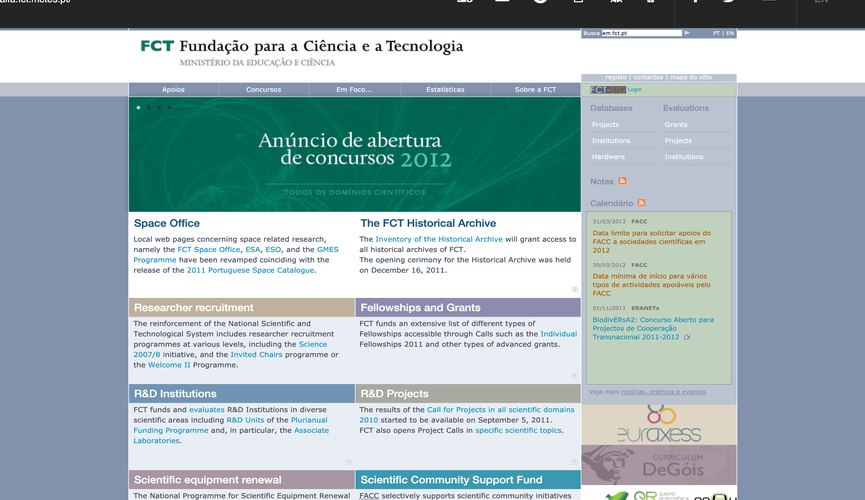 EN
Busca em fct.pt PT | EN
FCT Fundação para a Ciência e a Tecnologia
MINISTÉRIO DA EDUCAÇÃO E CIÊNCIA
registo | contactos | mapa do sítio
Apoios Concursos Em Foco... Estatísticas Sobre a FCT
Login
Anúncio de abertura
de concursos 2012
TODOS OS DOMÍNIOS CIENTÍFICOS
Databases Evaluations
Projects Grants
Institutions Projects
Hardware Institutions
Notas
Calendário
31/03/2012 FACC
Data limite para solicitar apoios do
FACC a sociedades científicas em
2012
20/03/2012 FACC
Data mínima de início para vários
tipos de actividades apoiáveis pelo
FACC
01/11/2011 ERANETs
BiodivERsA2: Concurso Aberto para
Projectos de Cooperação
Transnacional 2011-2012
Veja mais notícias, prémios e eventos
euraxess
CURRICULUM
DeGóis
Space Office
Local web pages concerning space related research,
namely the FCT Space Office, ESA, ESO, and the GMES
Programme have been revamped coinciding with the
release of the 2011 Portuguese Space Catalogue.
The FCT Historical Archive
The Inventory of the Historical Archive will grant access to
all historical archives of FCT.
The opening ceremony for the Historical Archive was held
on December 16, 2011.
Researcher recruitment
The reinforcement of the National Scientific and
Technological System includes researcher recruitment
programmes at various levels, including the Science
2007/8 initiative, and the Invited Chairs programme or
the Welcome II Programme.
Fellowships and Grants
FCT funds an extensive list of different types of
Fellowships accessible through Calls such as the Individual
Fellowships 2011 and other types of advanced grants.
R&D Institutions
FCT funds and evaluates R&D Institutions in diverse
scientific areas including R&D Units of the Plurianual
Funding Programme and, in particular, the Associate
Laboratories.
R&D Projects
The results of the Call for Projects in all scientific domains
2010 started to be available on September 5, 2011.
FCT also opens Project Calls in specific scientific topics.
Scientific equipment renewal
The National Programme for Scientific Equipment Renewal
Scientific Community Support Fund
FACC selectively supports scientific community initiatives